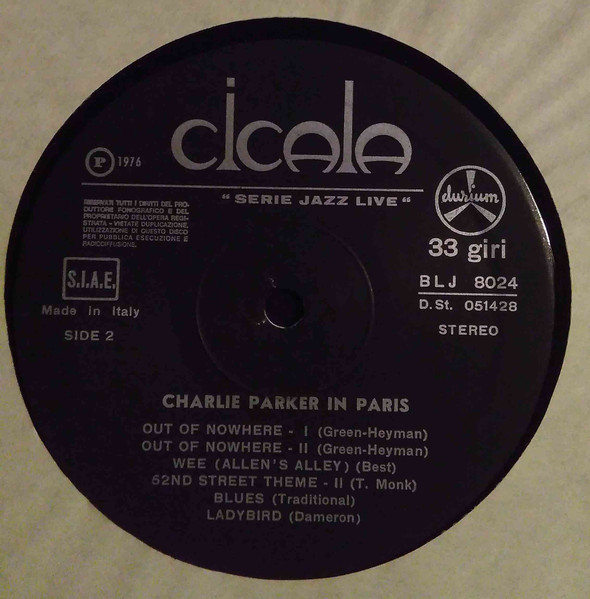 cicala
P 1976
"SERIE JAZZ LIVE"
RISERVATI TUTTI I DIRITTI DEL PRO-
DUTTORE FONOGRAFICO E DEL
PROPRIETARIO DELL'OPERA REGI-
STRATA - VIETATE DUPLICAZIONE,
UTILIZZAZIONE DI QUESTO DISCO
PER PUBBLICA ESECUZIONE E
RADIODIFFUSIONE.
durium
33 giri
S.I.A.E.
BLJ 8024
D.St. 051428
Made in Italy
SIDE 2
STEREO
CHARLIE PARKER IN PARIS
OUT OF NOWHERE - I (Green-Heyman)
OUT OF NOWHERE - II (Green-Heyman)
WEE (ALLEN'S ALLEY) (Best)
52ND STREET THEME - II (T. Monk)
BLUES (Traditional)
LADYBIRD (Dameron)